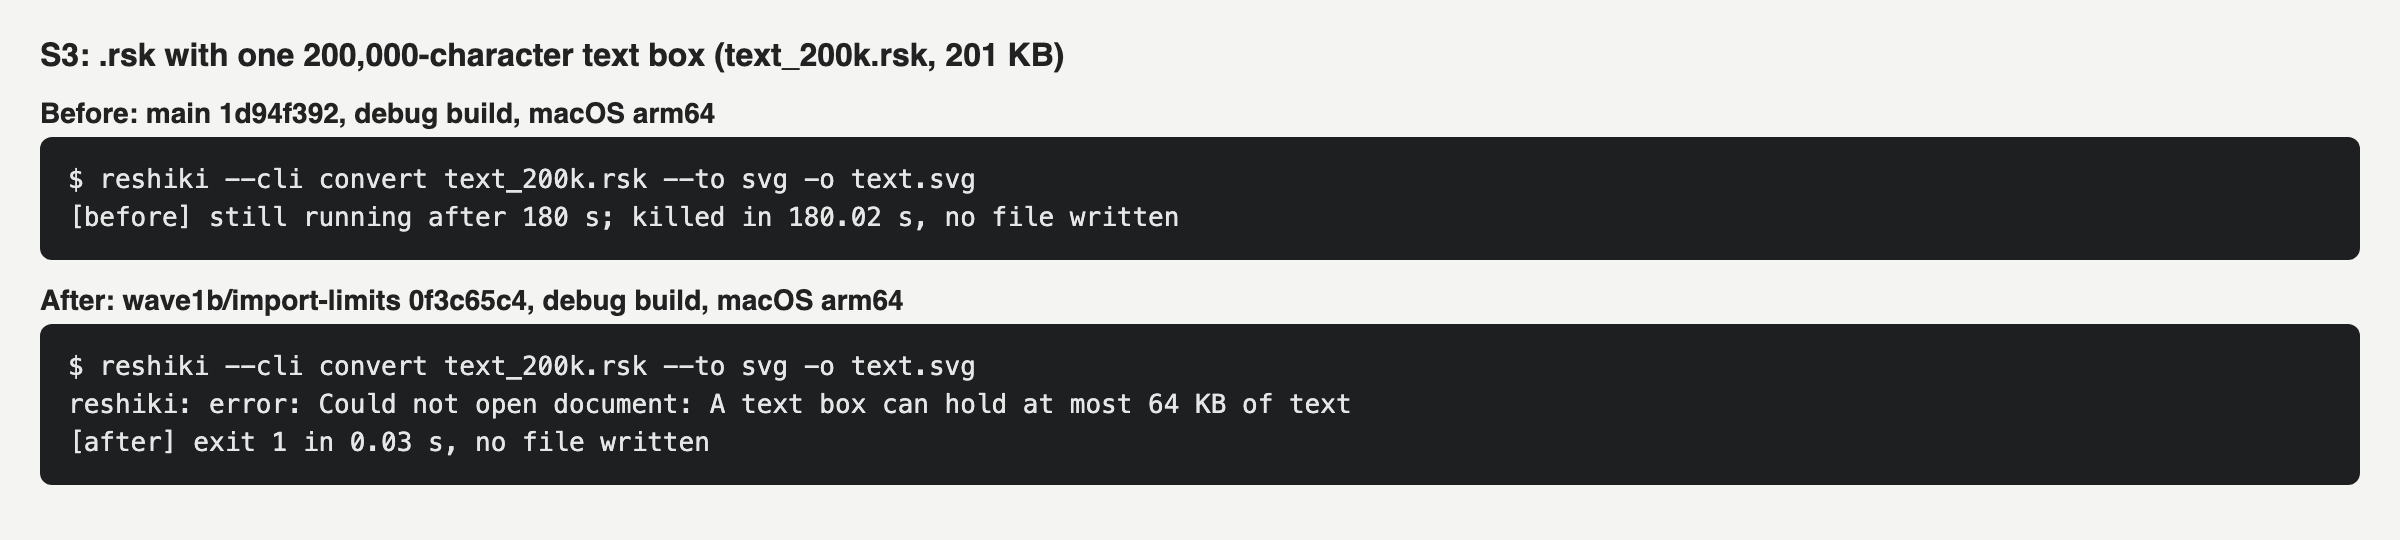 S3: .rsk with one 200,000-character text box (text_200k.rsk, 201 KB)
Before: main 1d94f392, debug build, macOS arm64
$ reshiki --cli convert text_200k.rsk --to svg -o text.svg
[before] still running after 180 s; killed in 180.02 s, no file written
After: wave1b/import-limits 0f3c65c4, debug build, macOS arm64
$ reshiki --cli convert text_200k.rsk --to svg -o text.svg
reshiki: error: Could not open document: A text box can hold at most 64 KB of text
[after] exit 1 in 0.03 s, no file written